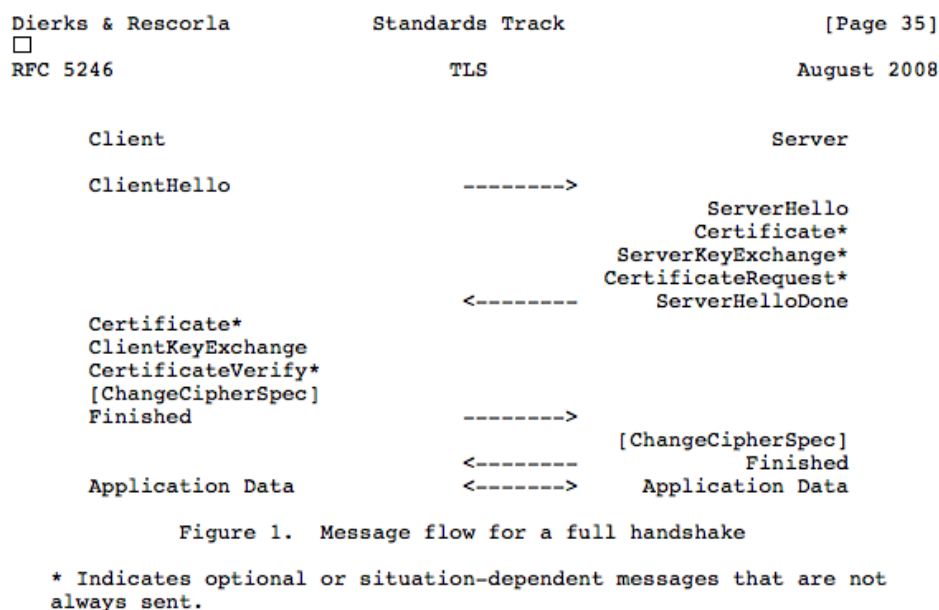 Dierks & Rescorla Standards Track [Page 35]
RFC 5246 TLS August 2008
Client Server
ClientHello -------->
ServerHello
Certificate*
ServerKeyExchange*
CertificateRequest*
<-------- ServerHelloDone
Certificate*
ClientKeyExchange
CertificateVerify*
[ChangeCipherSpec]
Finished -------->
[ChangeCipherSpec]
<-------- Finished
Application Data <-------> Application Data
Figure 1. Message flow for a full handshake
* Indicates optional or situation-dependent messages that are not
always sent.